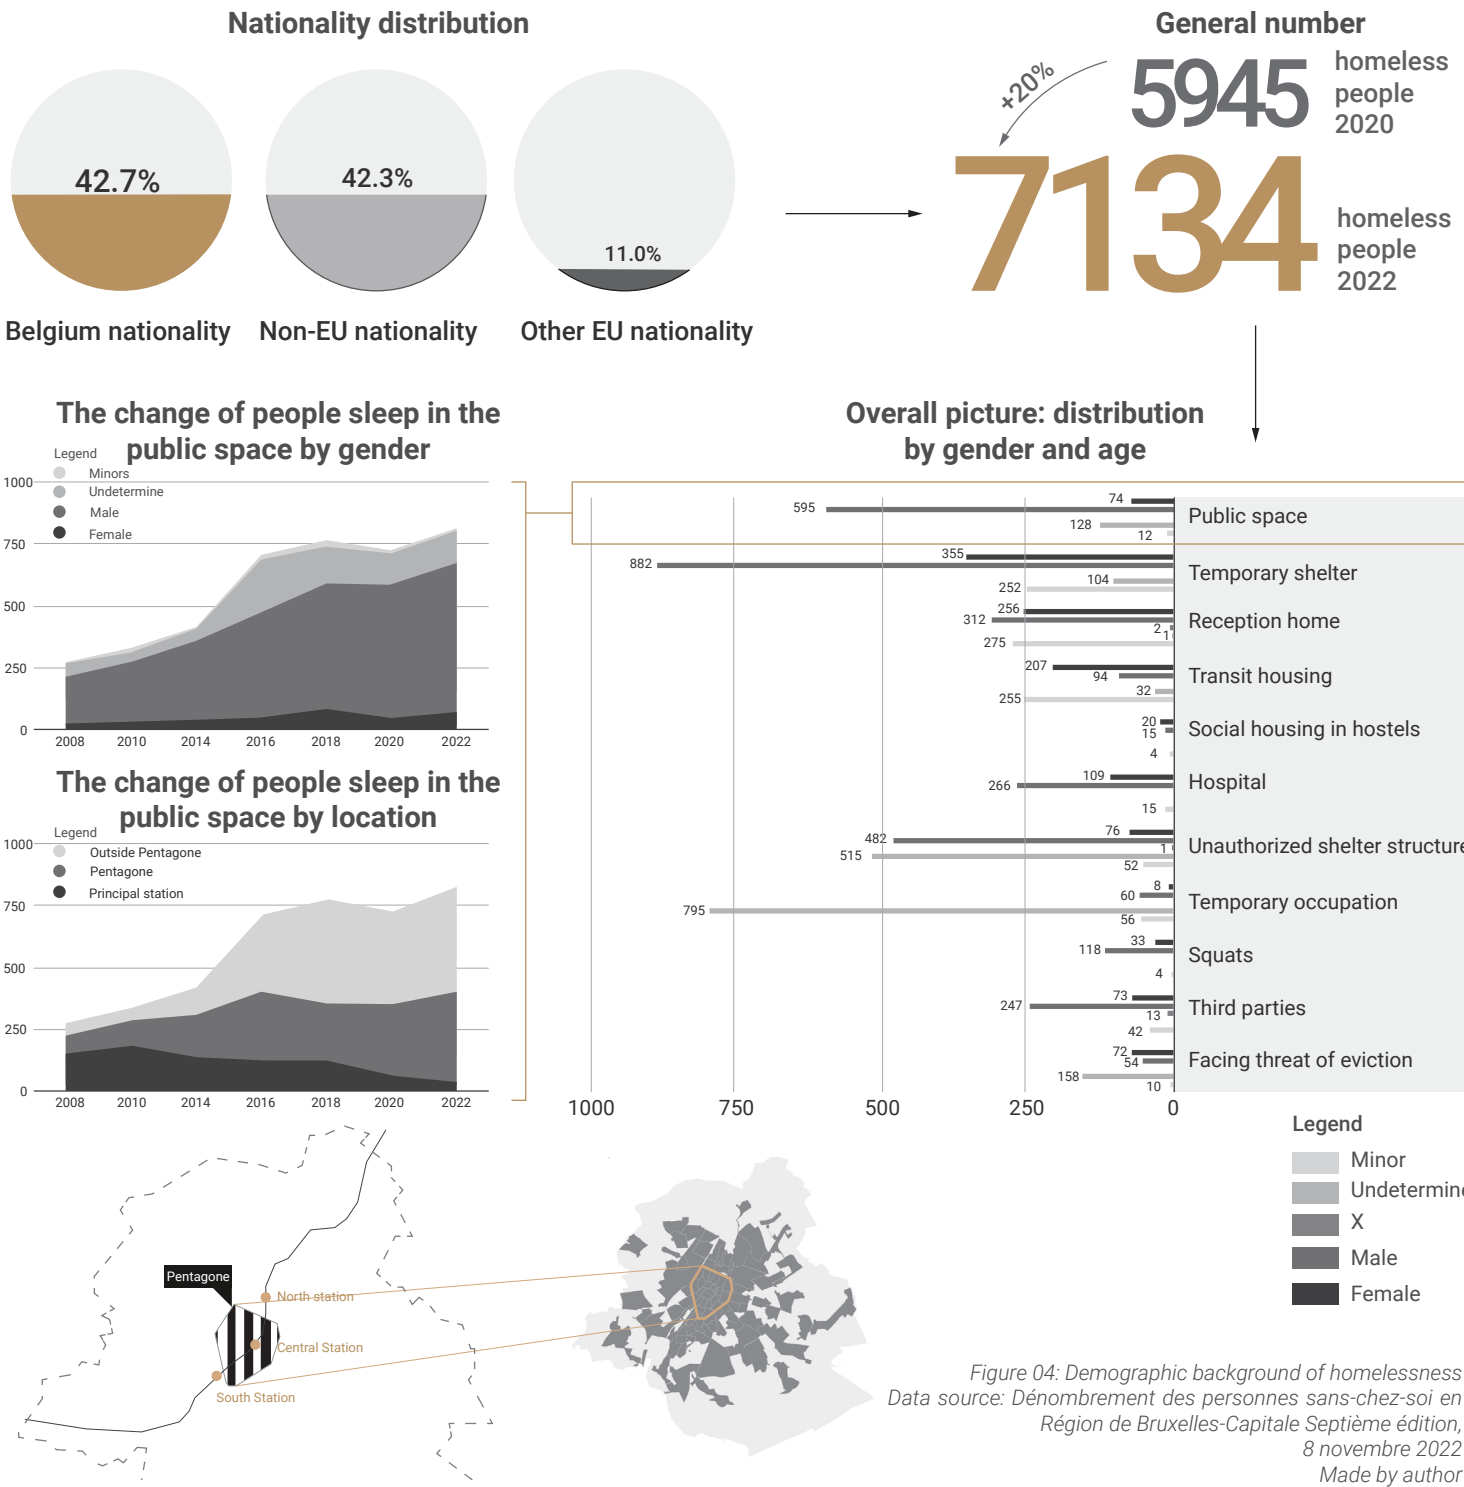 Nationality distribution
42.7%
42.3%
11.0%
Belgium nationality
Non-EU nationality
Other EU nationality
General number
+20%
5945
homeless
people
2020
7134
homeless
people
2022
The change of people sleep in the
public space by gender
Legend
Minors
Undetermine
Male
Female
1000
750
500
250
0
2008 2010 2014 2016 2018 2020 2022
The change of people sleep in the
public space by location
Legend
Outside Pentagone
Pentagone
Principal station
1000
750
500
250
0
2008 2010 2014 2016 2018 2020 2022
Overall picture: distribution
by gender and age
74
595
128
12
Public space
355
882
104
252
Temporary shelter
256
312
2
1
275
Reception home
207
94
32
255
Transit housing
20
15
4
Social housing in hostels
109
266
15
Hospital
76
482
1
515
52
Unauthorized shelter structure
8
60
795
56
Temporary occupation
33
118
4
Squats
73
247
13
42
Third parties
72
54
158
10
Facing threat of eviction
1000 750 500 250 0
Legend
Minor
Undetermine
X
Male
Female
Pentagone
North station
Central Station
South Station
Figure 04: Demographic background of homelessness
Data source: Dénombrement des personnes sans-chez-soi en
Région de Bruxelles-Capitale Septième édition,
8 novembre 2022
Made by author